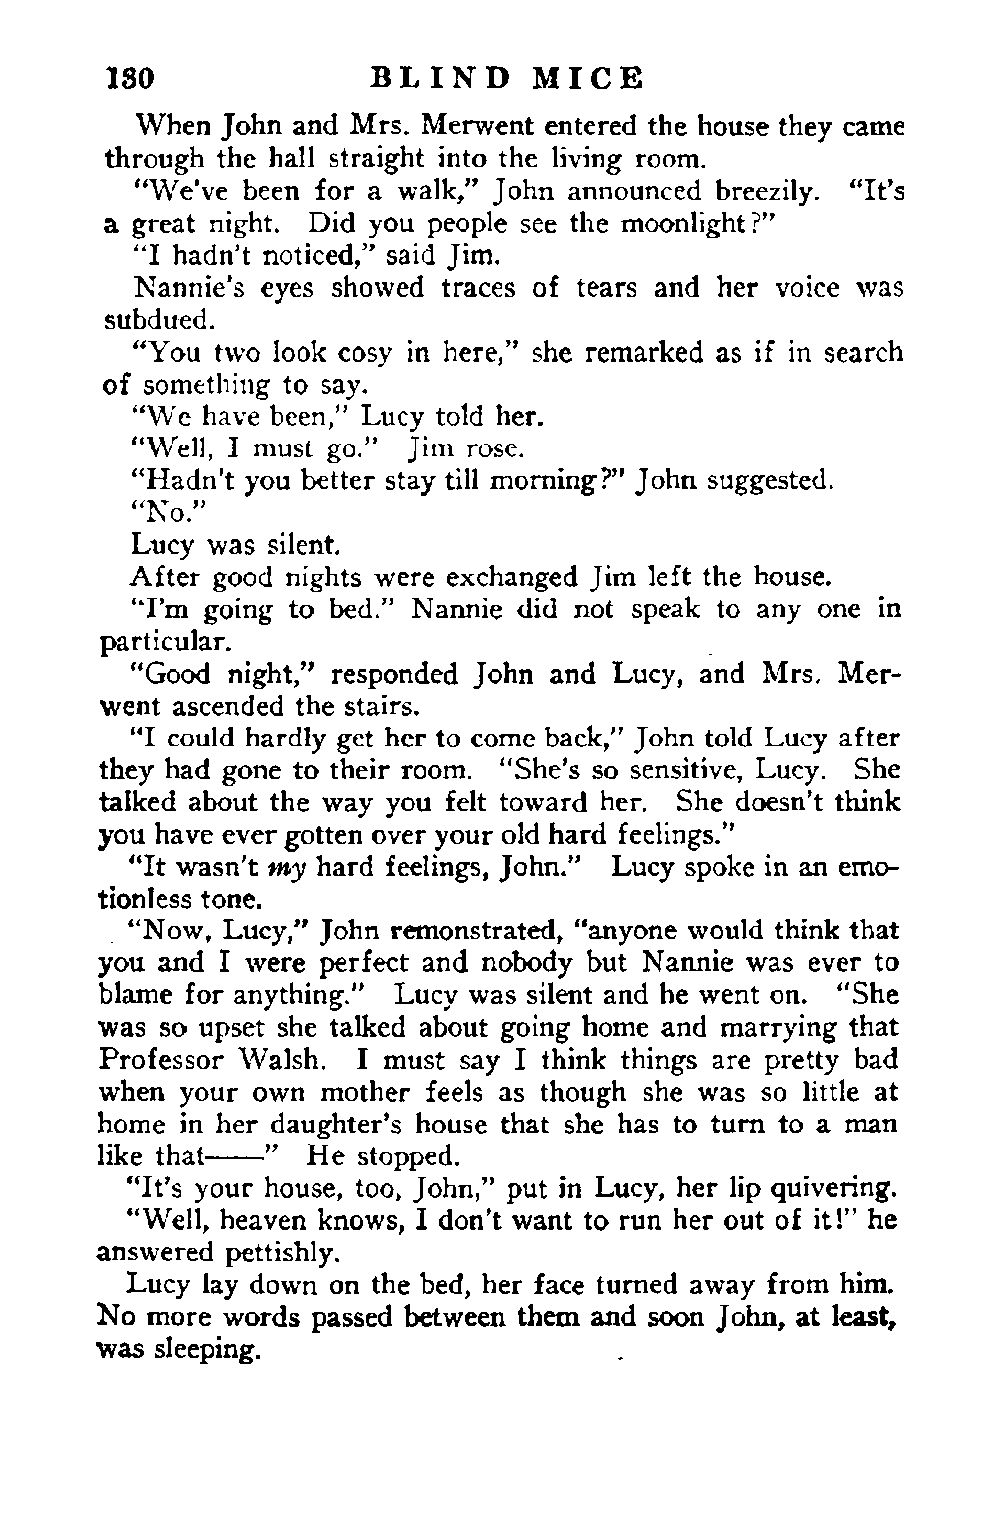 130 BLIND MICE
When John and Mrs. Merwent entered the house they came
through the hall straight into the living room.
“We've been for a walk,” John announced breezily. “It's
a great night. Did you people see the moonlight?”
“I hadn't noticed,” said Jim.
Nannie's eyes showed traces of tears and her voice was
subdued.
“You two look cosy in here,” she remarked as if in search
of something to say.
“We have been,” Lucy told her.
“Well, I must go.” Jim rose.
“Hadn't you better stay till morning?” John suggested.
“No.”
Lucy was silent.
After good nights were exchanged Jim left the house.
“I'm going to bed.” Nannie did not speak to any one in
particular.
“Good night,” responded John and Lucy, and Mrs. Mer-
went ascended the stairs.
“I could hardly get her to come back,” John told Lucy after
they had gone to their room. “She's so sensitive, Lucy. She
talked about the way you felt toward her. She doesn't think
you have ever gotten over your old hard feelings.”
“It wasn't my hard feelings, John.” Lucy spoke in an emo-
tionless tone.
“Now, Lucy,” John remonstrated, “anyone would think that
you and I were perfect and nobody but Nannie was ever to
blame for anything.” Lucy was silent and he went on. “She
was so upset she talked about going home and marrying that
Professor Walsh. I must say I think things are pretty bad
when your own mother feels as though she was so little at
home in her daughter's house that she has to turn to a man
like that——” He stopped.
“It's your house, too, John,” put in Lucy, her lip quivering.
“Well, heaven knows, I don't want to run her out of it!” he
answered pettishly.
Lucy lay down on the bed, her face turned away from him.
No more words passed between them and soon John, at least,
was sleeping.